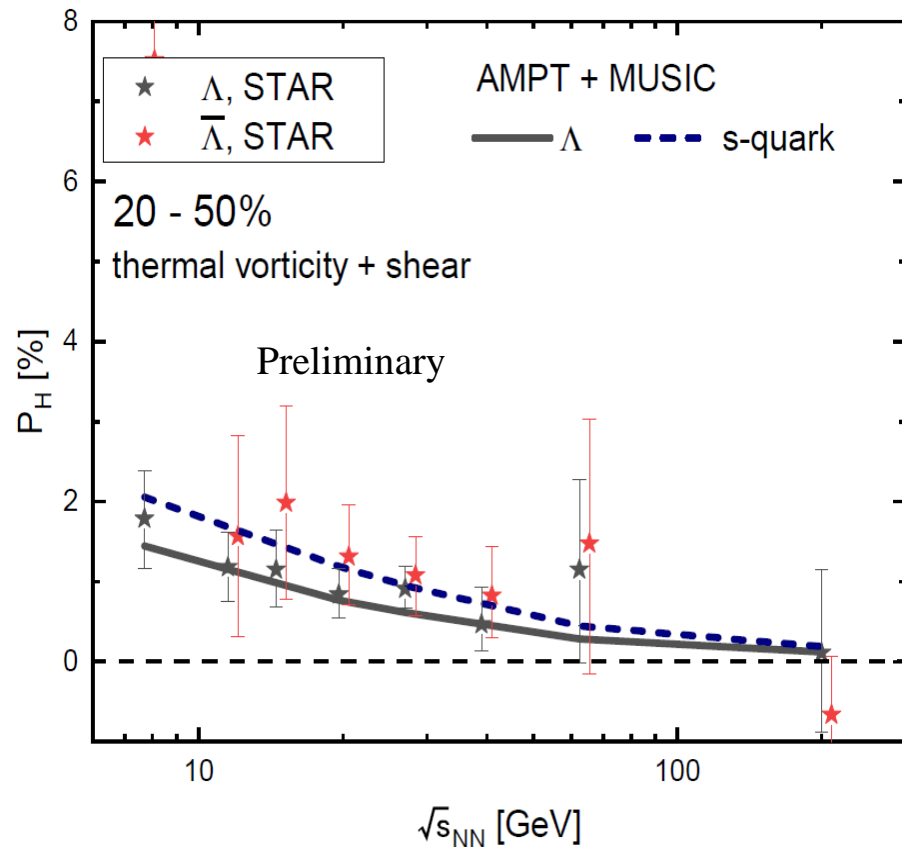 8
6
4
2
0
P_H [%]
Λ, STAR
Λ̅, STAR
AMPT + MUSIC
Λ
s-quark
20 - 50%
thermal vorticity + shear
Preliminary
10
100
√s_NN [GeV]